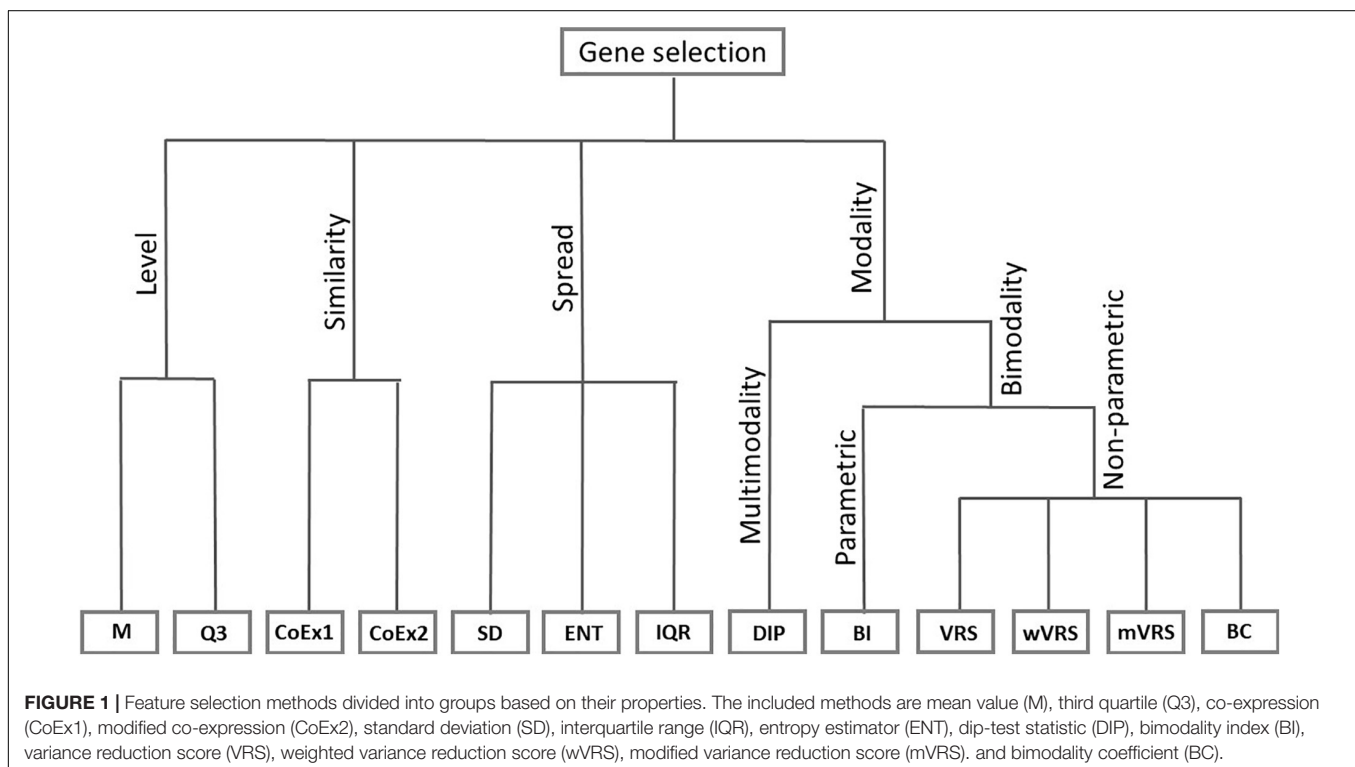 Gene selection
Level
Similarity
Spread
Modality
Multimodality
Bimodality
Parametric
Non-parametric
M
Q3
CoEx1
CoEx2
SD
ENT
IQR
DIP
BI
VRS
wVRS
mVRS
BC
FIGURE 1 | Feature selection methods divided into groups based on their properties. The included methods are mean value (M), third quartile (Q3), co-expression
(CoEx1), modified co-expression (CoEx2), standard deviation (SD), interquartile range (IQR), entropy estimator (ENT), dip-test statistic (DIP), bimodality index (BI),
variance reduction score (VRS), weighted variance reduction score (wVRS), modified variance reduction score (mVRS). and bimodality coefficient (BC).